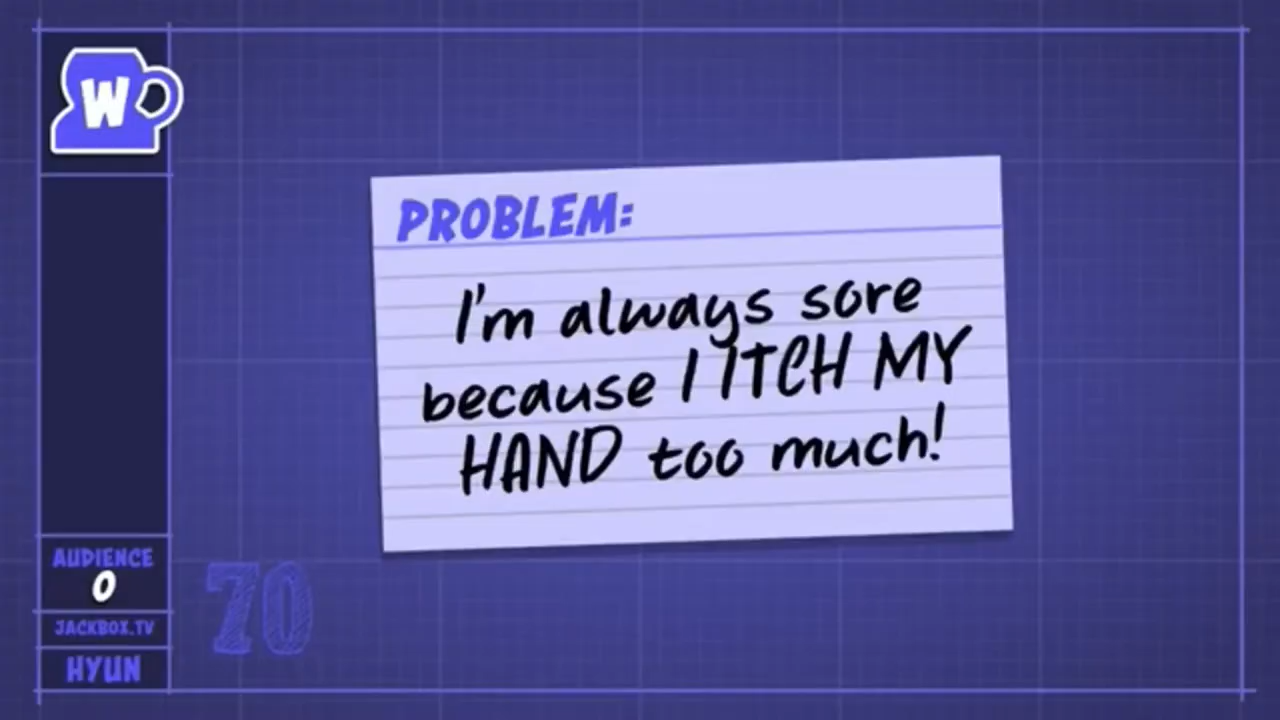 W
PROBLEM:
I'm always sore
because I ITCH MY
HAND too much!
AUDIENCE
0
JACKBOX.TV
HYUN
70